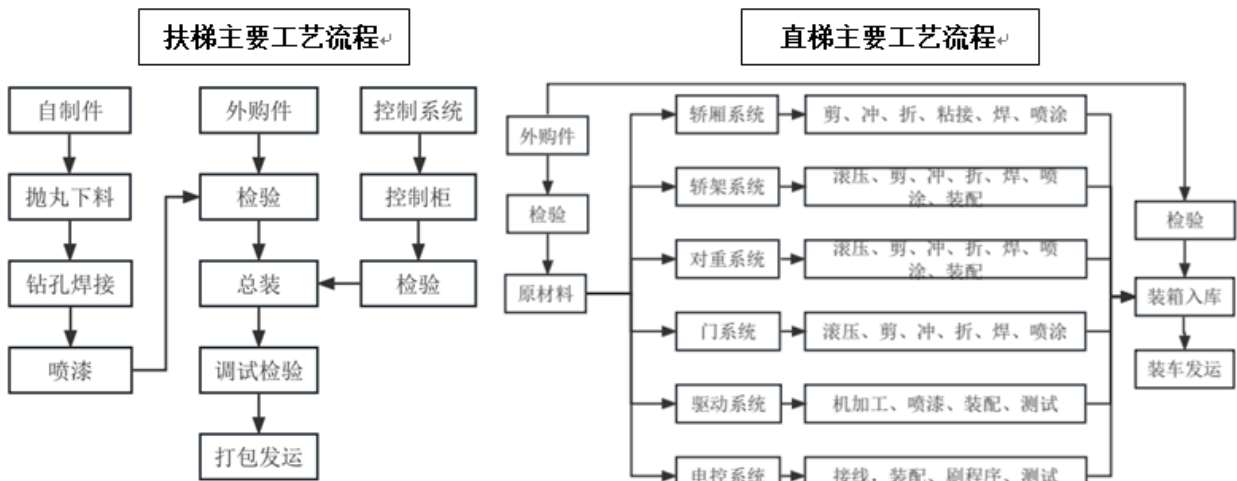 扶梯主要工艺流程
自制件
抛丸下料
钻孔焊接
喷漆
外购件
检验
总装
调试检验
打包发运
控制系统
控制柜
检验
直梯主要工艺流程
外购件
检验
原材料
轿厢系统
剪、冲、折、粘接、焊、喷涂
轿架系统
滚压、剪、冲、折、焊、喷
涂、装配
对重系统
滚压、剪、冲、折、焊、喷
涂、装配
门系统
滚压、剪、冲、折、焊、喷涂
驱动系统
机加工、喷漆、装配、测试
电控系统
接线，装配、刷程序、测试
检验
装箱入库
装车发运